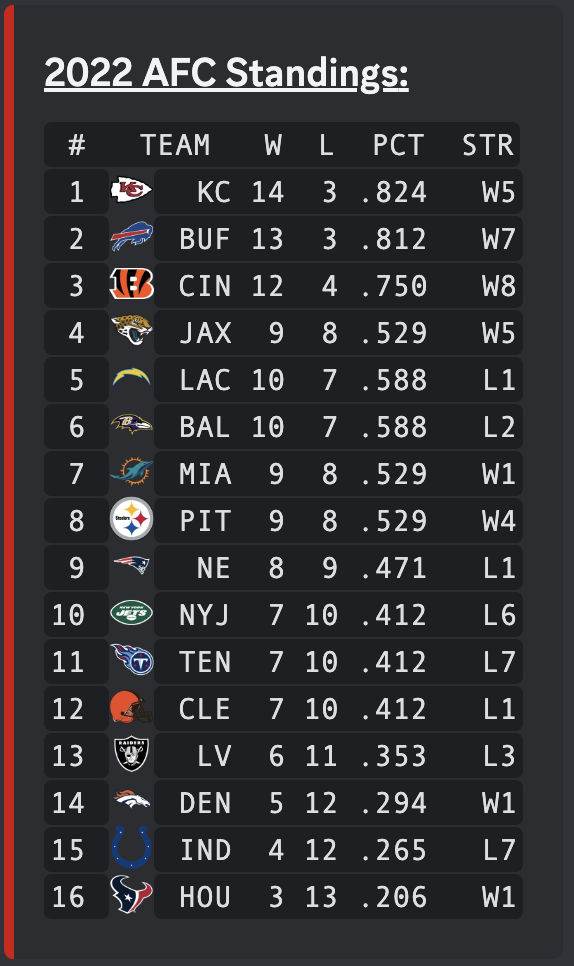 2022 AFC Standings:
# TEAM W L PCT STR
1 KC 14 3 .824 W5
2 BUF 13 3 .812 W7
3 CIN 12 4 .750 W8
4 JAX 9 8 .529 W5
5 LAC 10 7 .588 L1
6 BAL 10 7 .588 L2
7 MIA 9 8 .529 W1
8 PIT 9 8 .529 W4
9 NE 8 9 .471 L1
10 NYJ 7 10 .412 L6
11 TEN 7 10 .412 L7
12 CLE 7 10 .412 L1
13 LV 6 11 .353 L3
14 DEN 5 12 .294 W1
15 IND 4 12 .265 L7
16 HOU 3 13 .206 W1